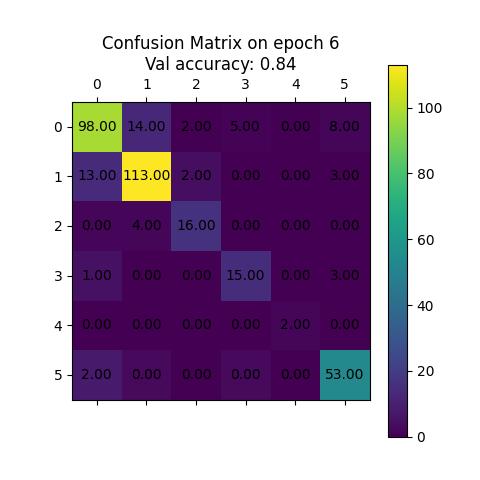 Confusion Matrix on epoch 6
Val accuracy: 0.84
0 1 2 3 4 5
0 98.00 14.00 2.00 5.00 0.00 8.00
1 13.00 113.00 2.00 0.00 0.00 3.00
2 0.00 4.00 16.00 0.00 0.00 0.00
3 1.00 0.00 0.00 15.00 0.00 3.00
4 0.00 0.00 0.00 0.00 2.00 0.00
5 2.00 0.00 0.00 0.00 0.00 53.00
100
80
60
40
20
0